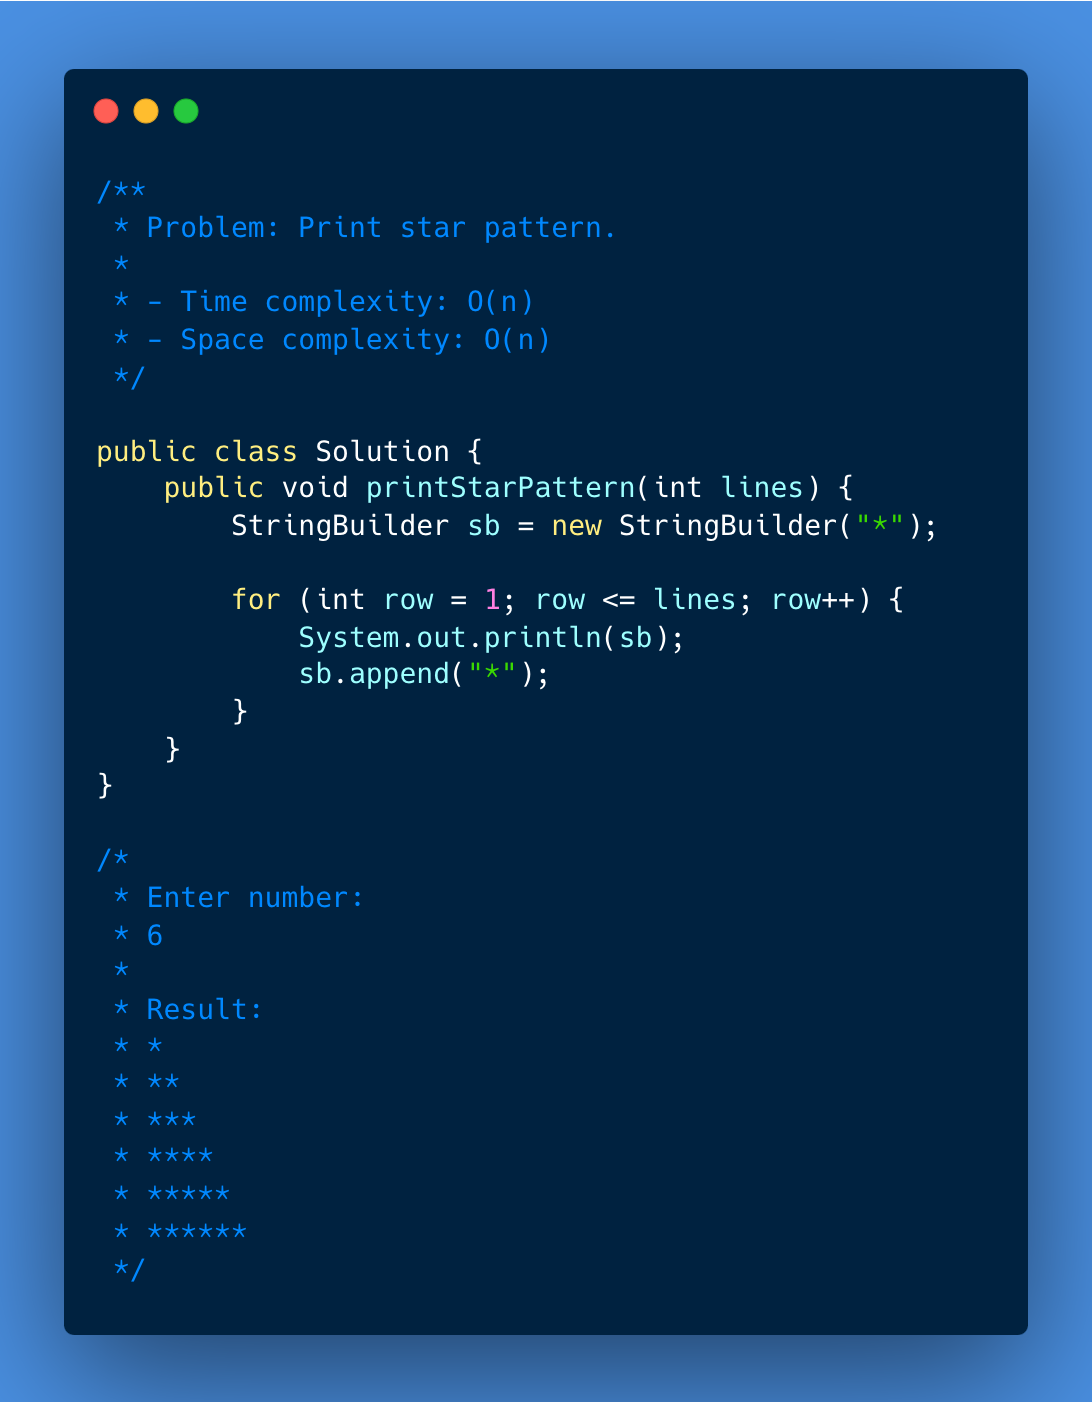 /**
 * Problem: Print star pattern.
 *
 * - Time complexity: O(n)
 * - Space complexity: O(n)
 */

public class Solution {
    public void printStarPattern(int lines) {
        StringBuilder sb = new StringBuilder("*");

        for (int row = 1; row <= lines; row++) {
            System.out.println(sb);
            sb.append("*");
        }
    }
}

/*
 * Enter number:
 * 6
 *
 * Result:
 * *
 * **
 * ***
 * ****
 * *****
 * ******
 */